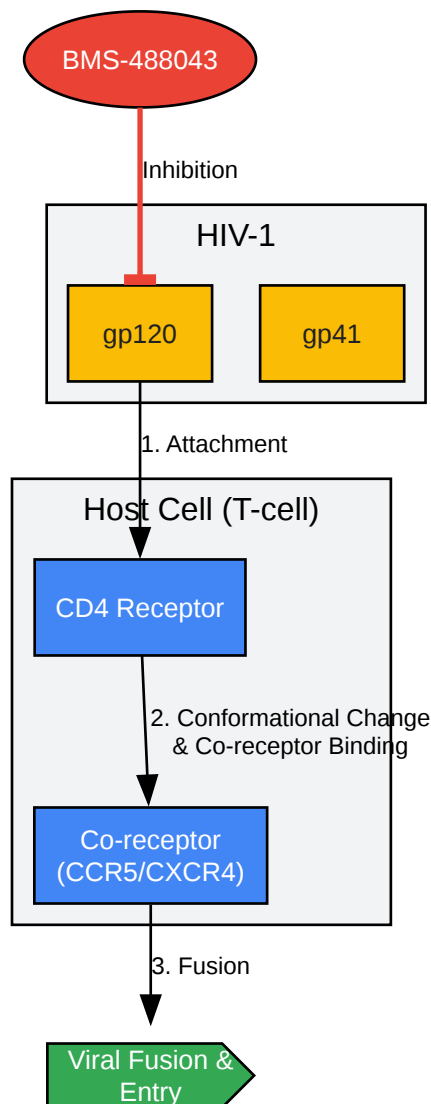 BMS-488043
Inhibition
HIV-1
gp120
gp41
1. Attachment
Host Cell (T-cell)
CD4 Receptor
2. Conformational Change
& Co-receptor Binding
Co-receptor
(CCR5/CXCR4)
3. Fusion
Viral Fusion &
Entry